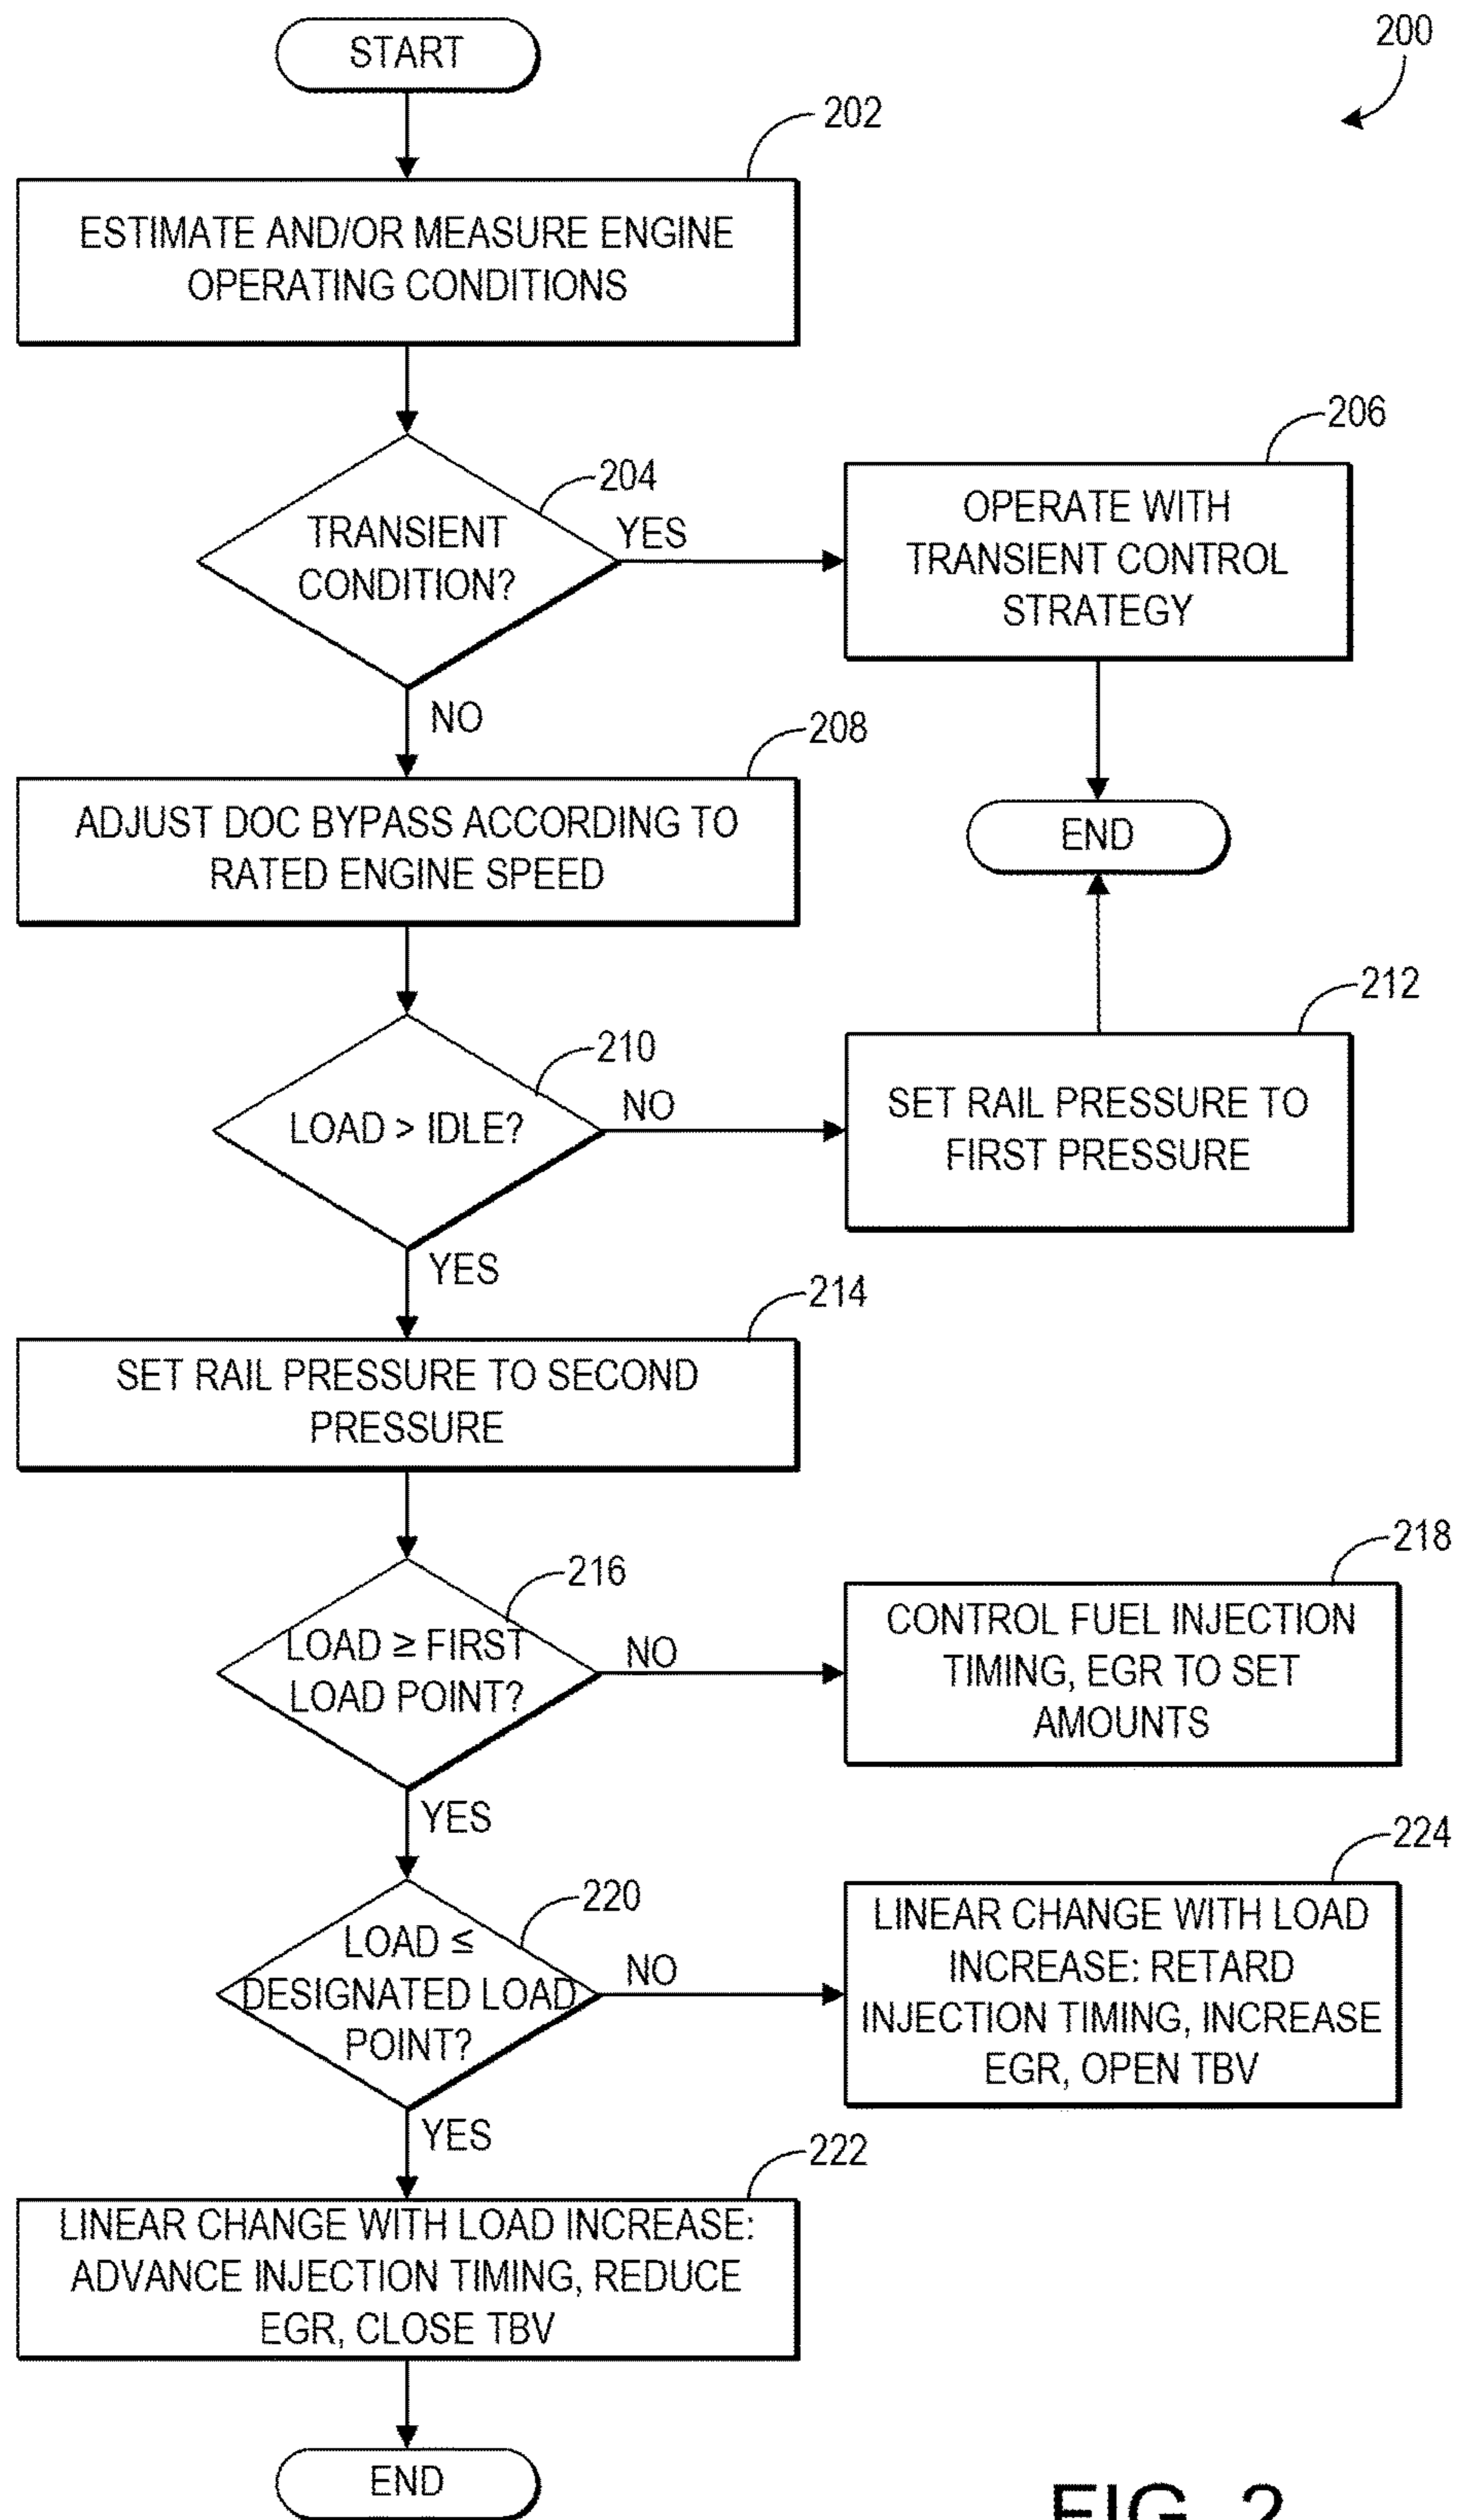 START
200
202
ESTIMATE AND/OR MEASURE ENGINE
OPERATING CONDITIONS
204
TRANSIENT
CONDITION?
YES
206
OPERATE WITH
TRANSIENT CONTROL
STRATEGY
NO
208
ADJUST DOC BYPASS ACCORDING TO
RATED ENGINE SPEED
END
210
LOAD > IDLE?
NO
212
SET RAIL PRESSURE TO
FIRST PRESSURE
YES
214
SET RAIL PRESSURE TO SECOND
PRESSURE
216
LOAD ≥ FIRST
LOAD POINT?
NO
218
CONTROL FUEL INJECTION
TIMING, EGR TO SET
AMOUNTS
YES
220
LOAD ≤
DESIGNATED LOAD
POINT?
NO
224
LINEAR CHANGE WITH LOAD
INCREASE: RETARD
INJECTION TIMING, INCREASE
EGR, OPEN TBV
YES
222
LINEAR CHANGE WITH LOAD INCREASE:
ADVANCE INJECTION TIMING, REDUCE
EGR, CLOSE TBV
END
FIG. 2